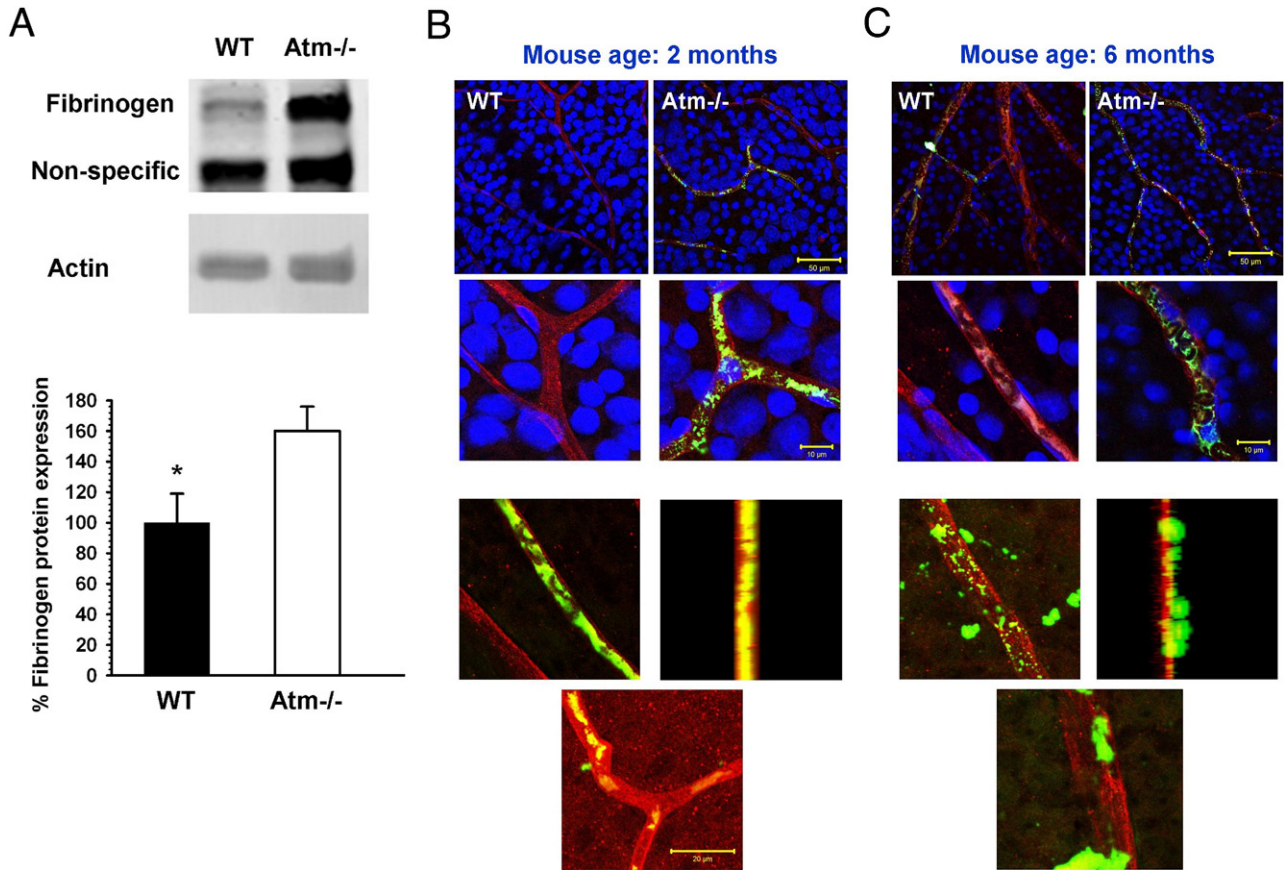 A
WT Atm-/-
Fibrinogen
Non-specific
Actin
% Fibrinogen protein expression
180
160
140
120
100
80
60
40
20
0
*
WT Atm-/-
B
Mouse age: 2 months
WT Atm-/-
50 µm
10 µm
20 µm
C
Mouse age: 6 months
WT Atm-/-
50 µm
10 µm